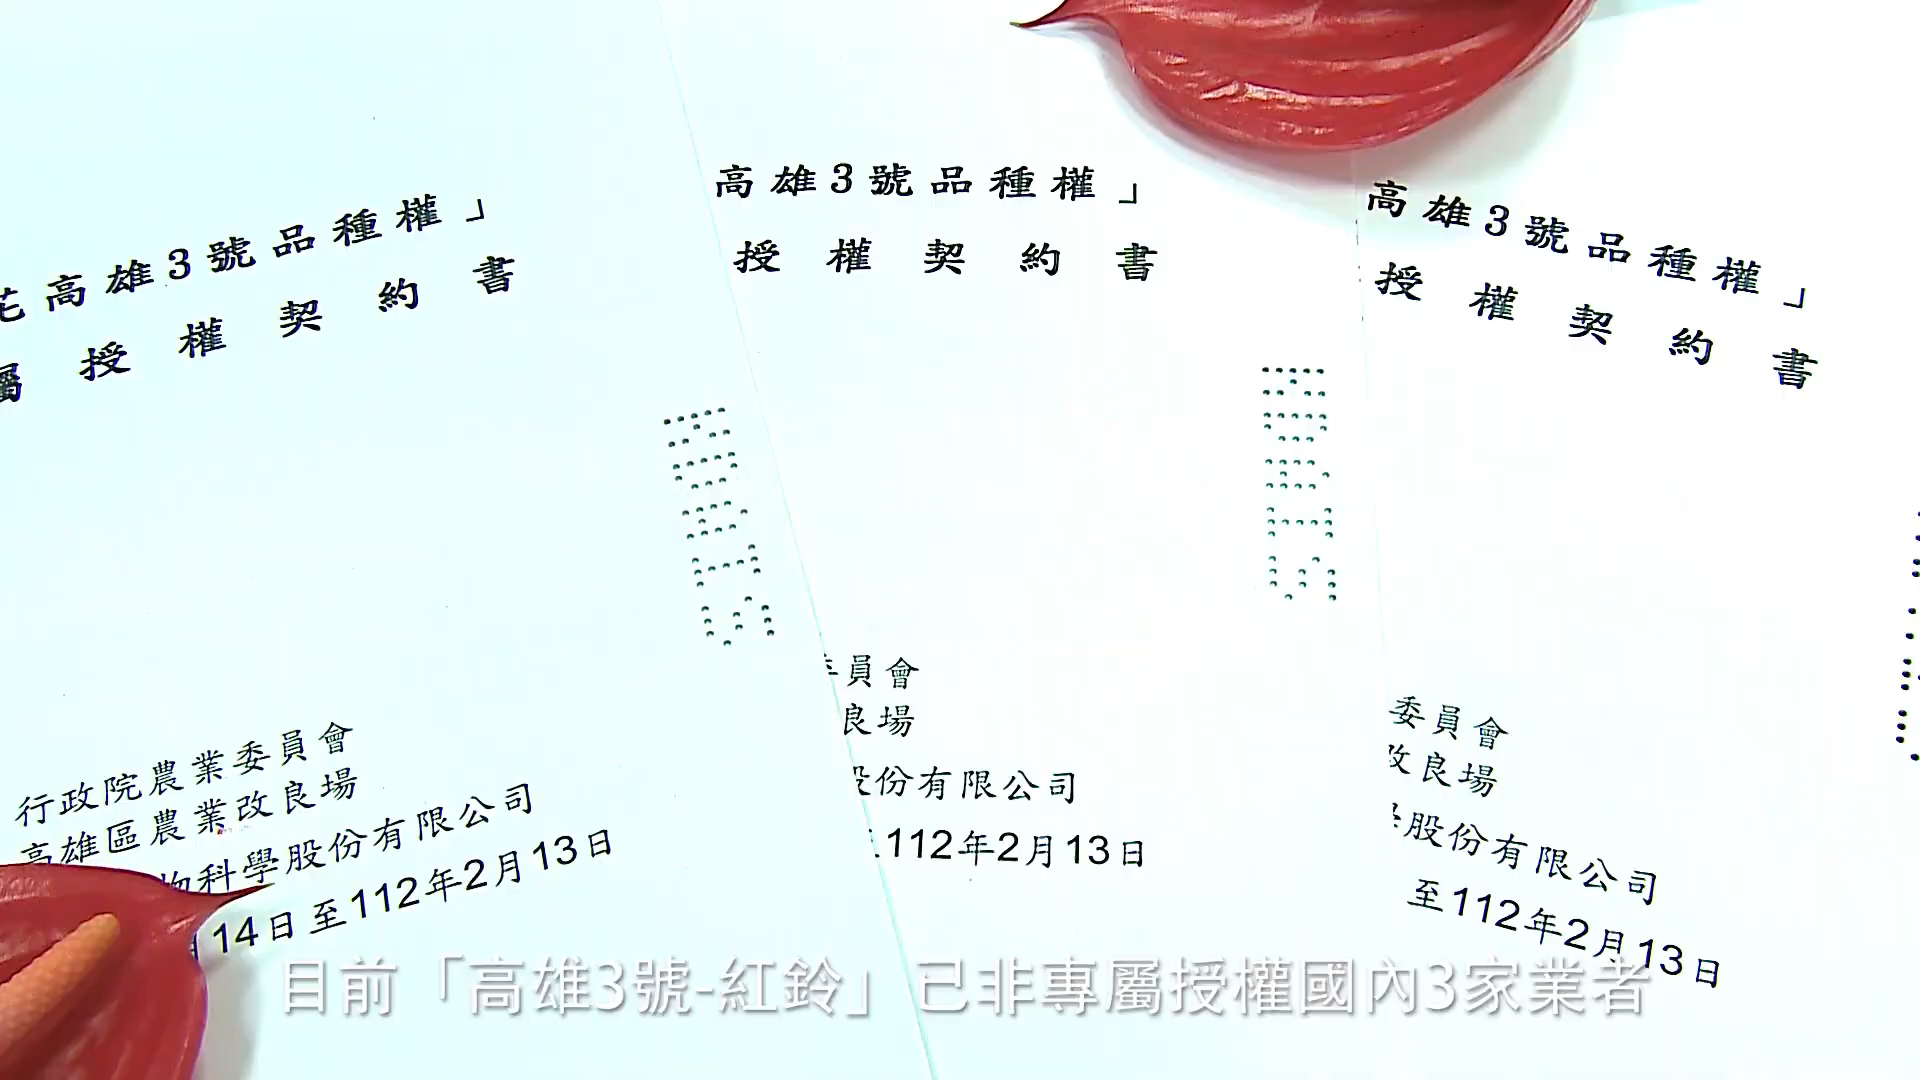 高雄3號品種權」
屬授權契約書
行政院農業委員會
高雄區農業改良場
物科學股份有限公司
14日至112年2月13日
高雄3號品種權」
授權契約書
委員會
良場
股份有限公司
112年2月13日
高雄3號品種權」
授權契約書
委員會
改良場
學股份有限公司
至112年2月13日
目前「高雄3號-紅鈴」已非專屬授權國內3家業者